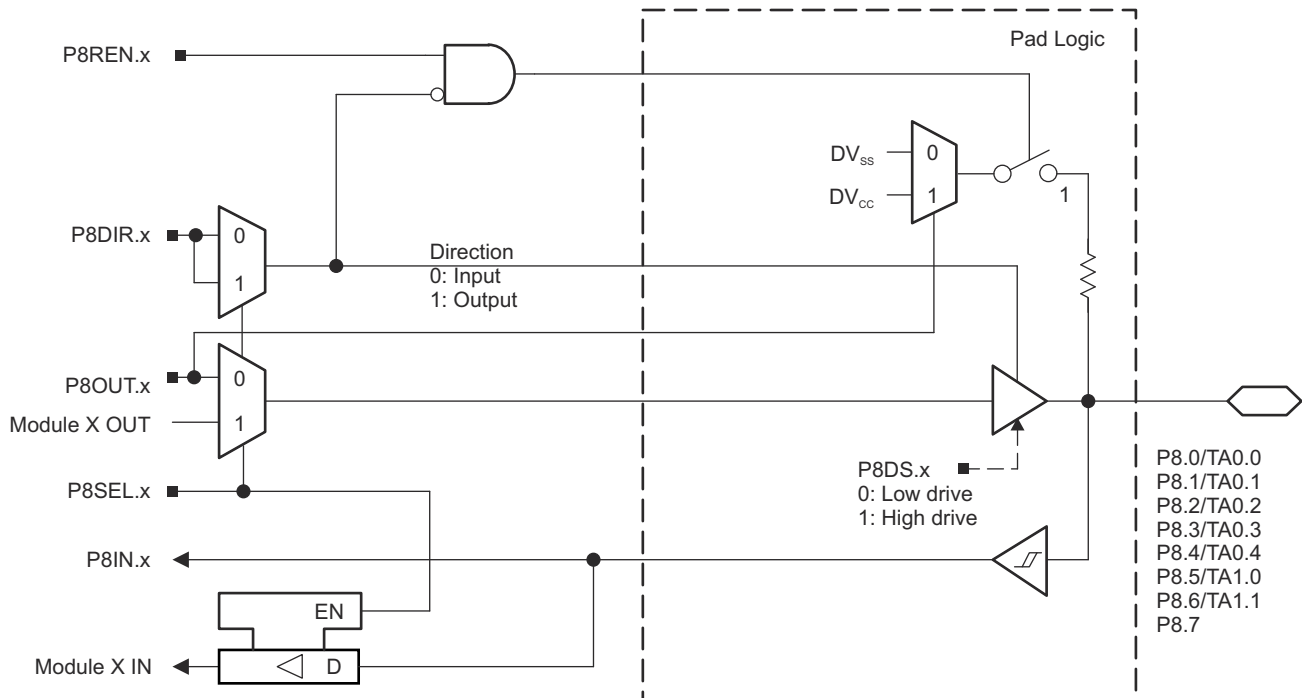 Pad Logic
P8REN.x
DVSS
0
DVCC
1
1
P8DIR.x
0
1
Direction
0: Input
1: Output
P8OUT.x
0
Module X OUT
1
P8DS.x
0: Low drive
1: High drive
P8SEL.x
P8IN.x
EN
D
Module X IN
P8.0/TA0.0
P8.1/TA0.1
P8.2/TA0.2
P8.3/TA0.3
P8.4/TA0.4
P8.5/TA1.0
P8.6/TA1.1
P8.7